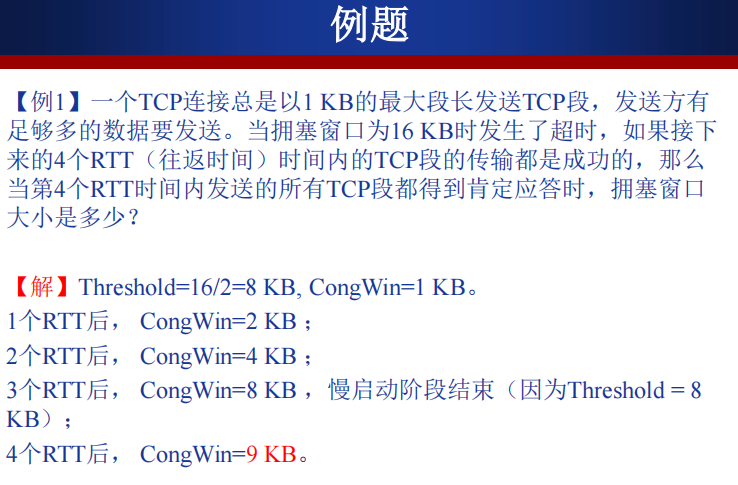 例题
【例1】一个TCP连接总是以1 KB的最大段长发送TCP段，发送方有
足够多的数据要发送。当拥塞窗口为16 KB时发生了超时，如果接下
来的4个RTT（往返时间）时间内的TCP段的传输都是成功的，那么
当第4个RTT时间内发送的所有TCP段都得到肯定应答时，拥塞窗口
大小是多少？
【解】Threshold=16/2=8 KB, CongWin=1 KB。
1个RTT后， CongWin=2 KB ；
2个RTT后， CongWin=4 KB ；
3个RTT后， CongWin=8 KB ，慢启动阶段结束（因为Threshold = 8
KB）；
4个RTT后， CongWin=9 KB。